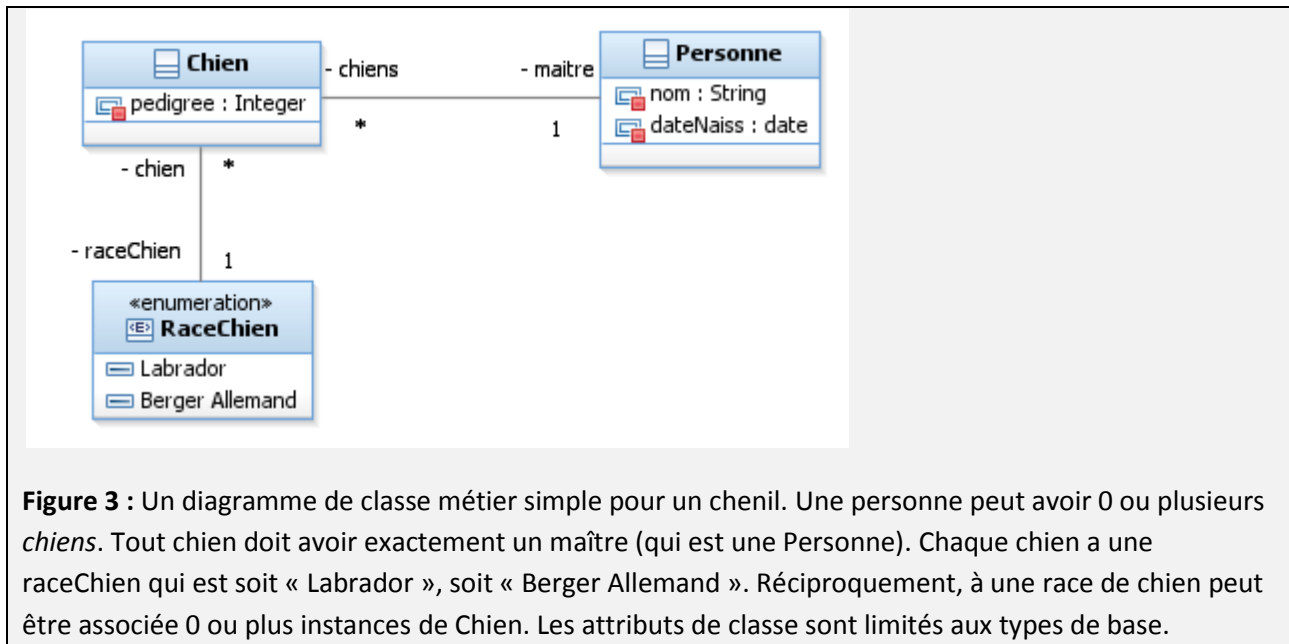 Chien
pedigree : Integer
- chiens
*
- maitre
1
Personne
nom : String
dateNaiss : date
- chien
*
- raceChien
1
«enumeration»
<E> RaceChien
Labrador
Berger Allemand
Figure 3 : Un diagramme de classe métier simple pour un chenil. Une personne peut avoir 0 ou plusieurs
chiens. Tout chien doit avoir exactement un maître (qui est une Personne). Chaque chien a une
raceChien qui est soit « Labrador », soit « Berger Allemand ». Réciproquement, à une race de chien peut
être associée 0 ou plus instances de Chien. Les attributs de classe sont limités aux types de base.